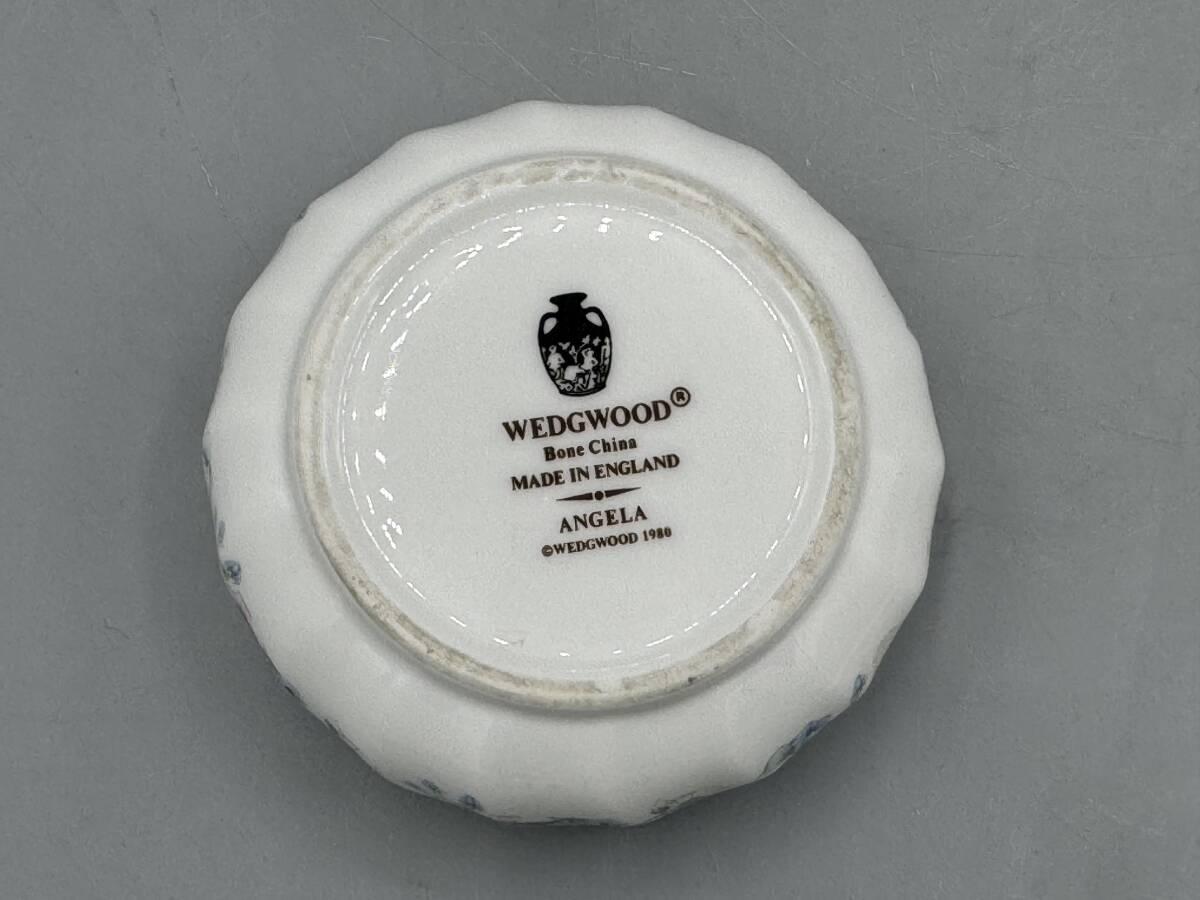 WEDGWOOD®
Bone China
MADE IN ENGLAND
ANGELA
©WEDGWOOD 1980